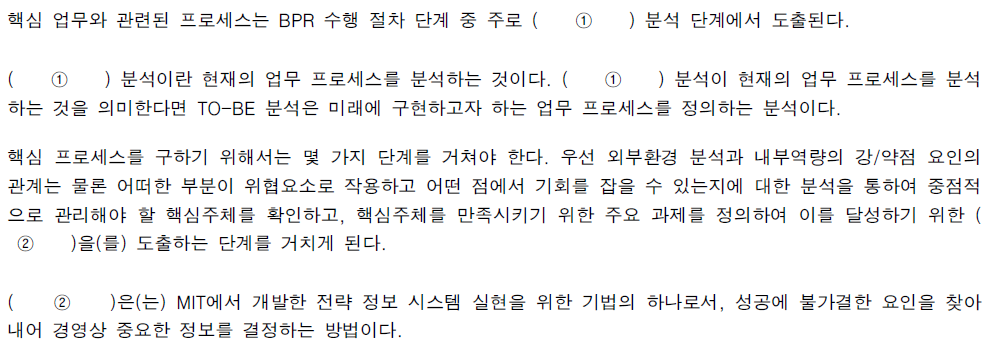 핵심 업무와 관련된 프로세스는 BPR 수행 절차 단계 중 주로 ( ① ) 분석 단계에서 도출된다.
( ① ) 분석이란 현재의 업무 프로세스를 분석하는 것이다. ( ① ) 분석이 현재의 업무 프로세스를 분석
하는 것을 의미한다면 TO-BE 분석은 미래에 구현하고자 하는 업무 프로세스를 정의하는 분석이다.
핵심 프로세스를 구하기 위해서는 몇 가지 단계를 거쳐야 한다. 우선 외부환경 분석과 내부역량의 강/약점 요인의
관계는 물론 어떠한 부분이 위협요소로 작용하고 어떤 점에서 기회를 잡을 수 있는지에 대한 분석을 통하여 중점적
으로 관리해야 할 핵심주체를 확인하고, 핵심주체를 만족시키기 위한 주요 과제를 정의하여 이를 달성하기 위한 (
② )을(를) 도출하는 단계를 거치게 된다.
( ② )은(는) MIT에서 개발한 전략 정보 시스템 실현을 위한 기법의 하나로서, 성공에 불가결한 요인을 찾아
내어 경영상 중요한 정보를 결정하는 방법이다.